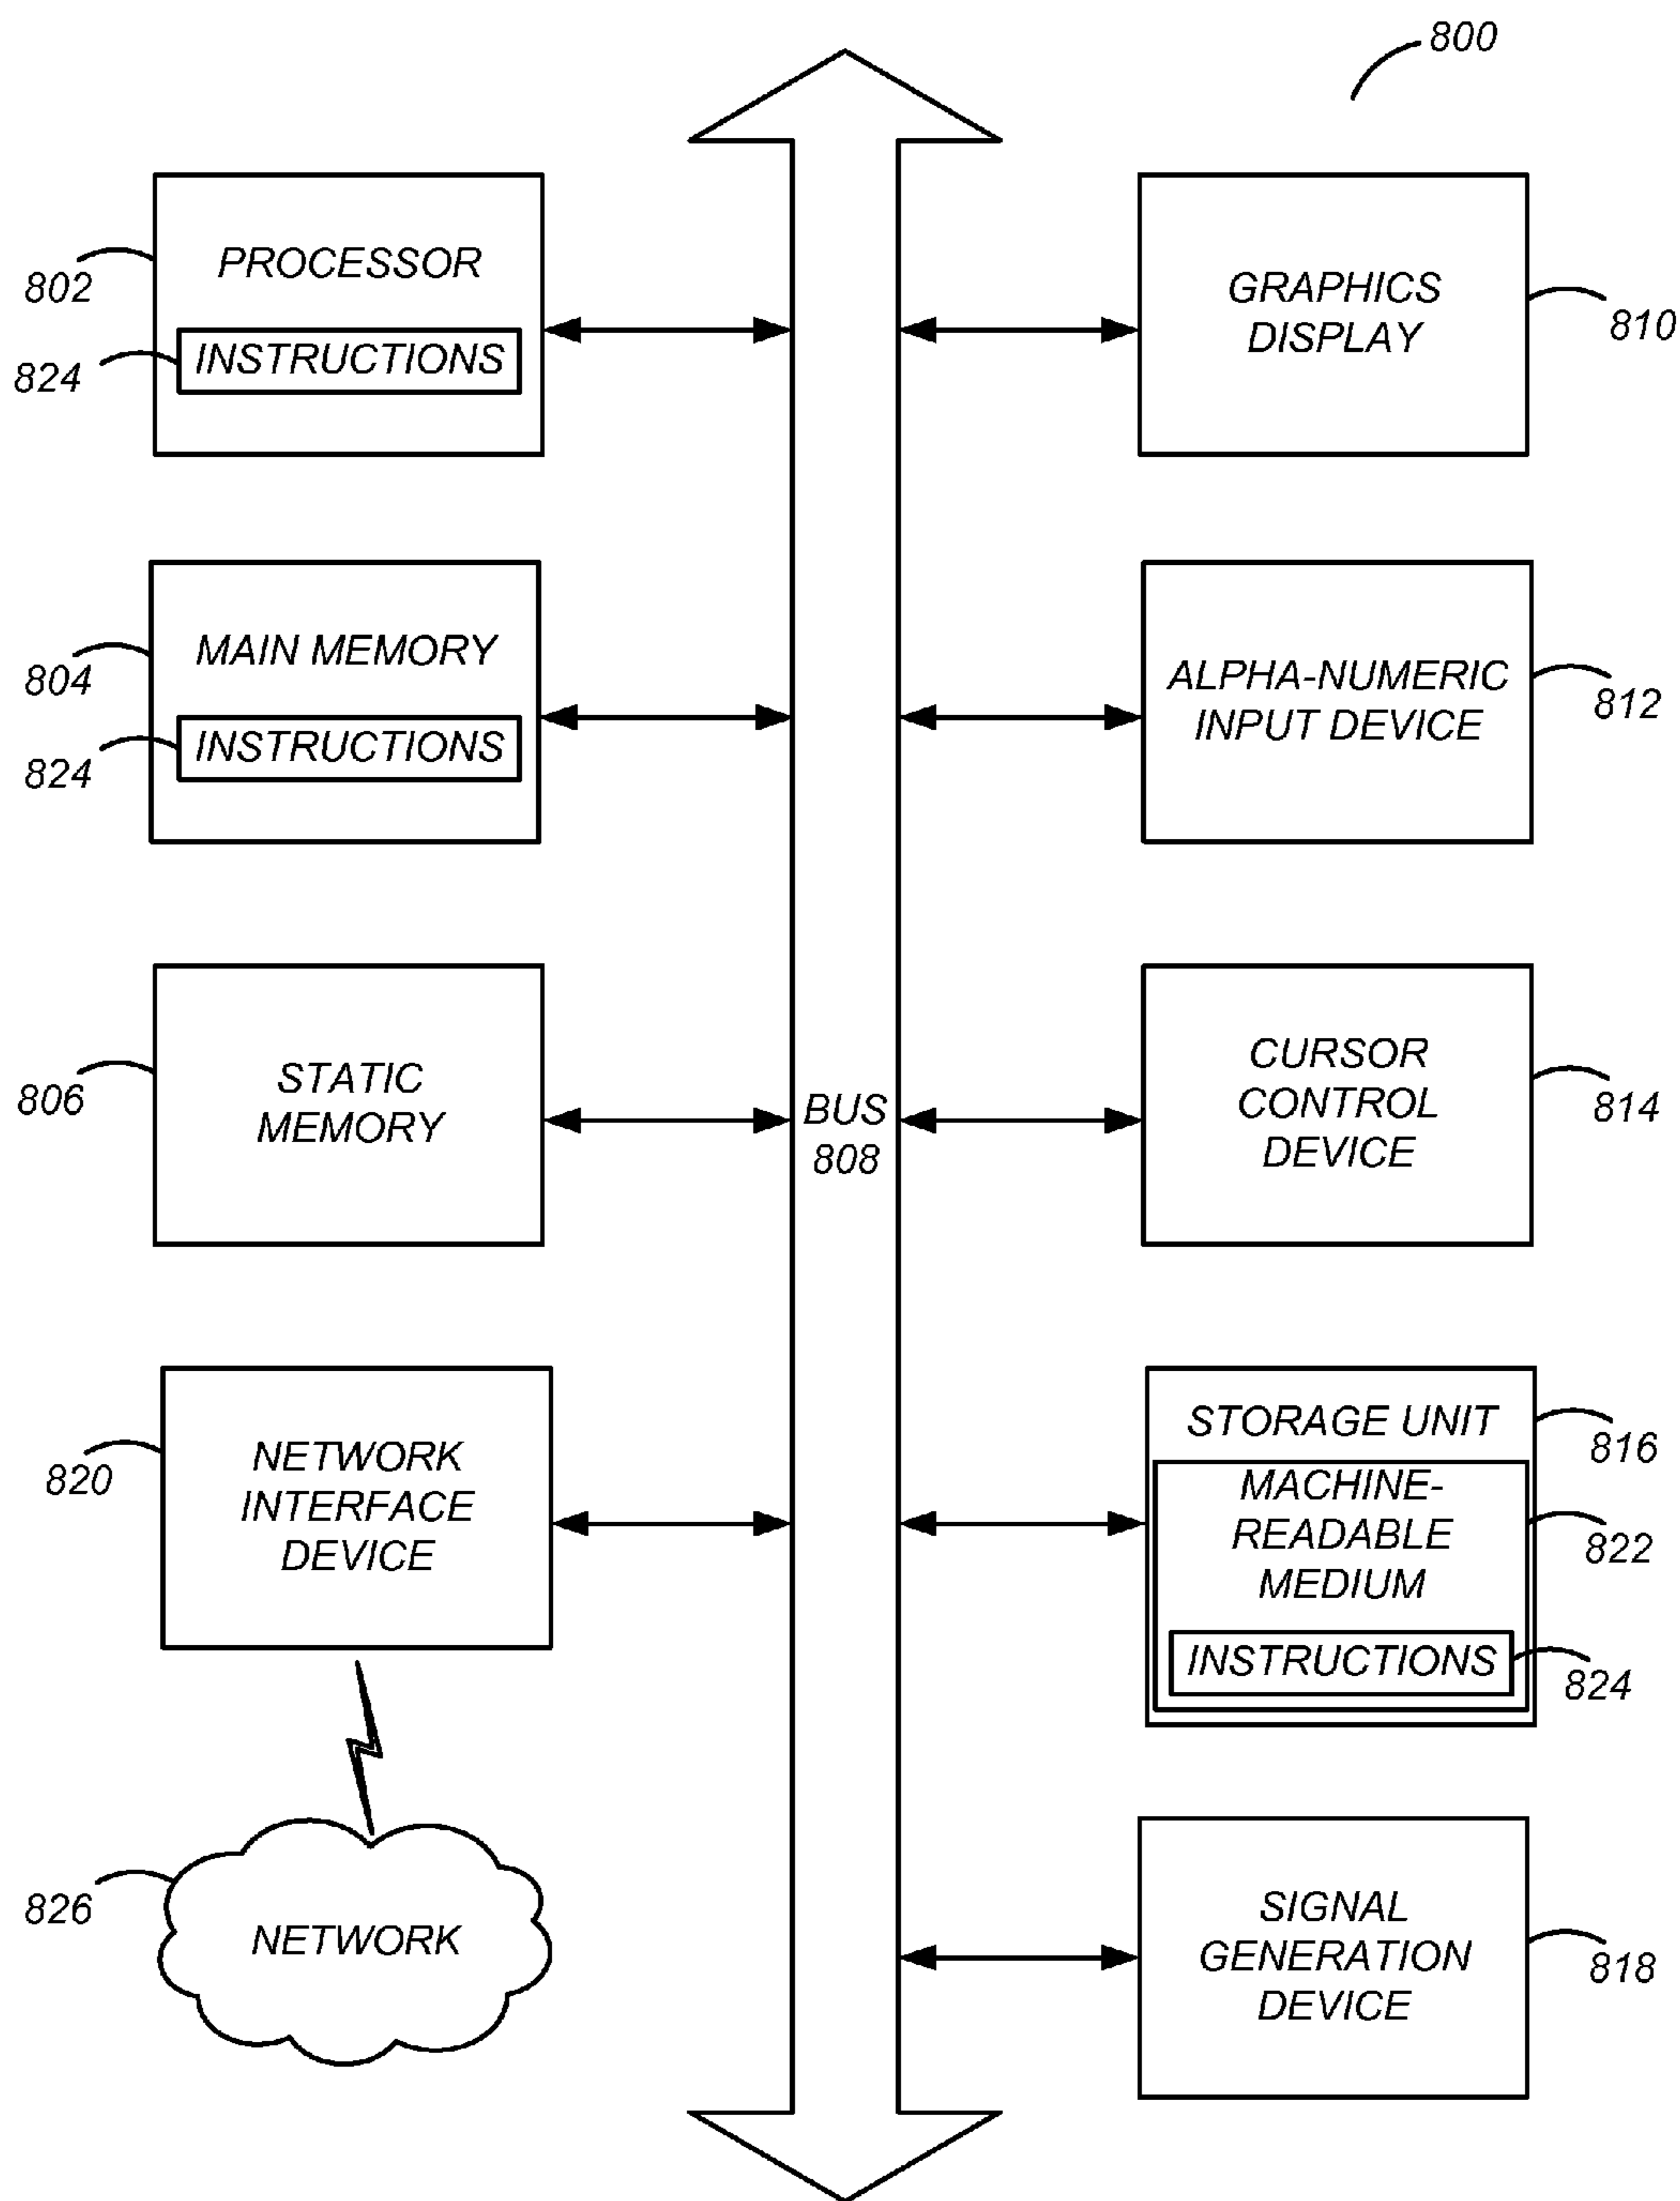 800
PROCESSOR
802
INSTRUCTIONS
824
MAIN MEMORY
804
INSTRUCTIONS
824
STATIC
MEMORY
806
NETWORK
INTERFACE
DEVICE
820
NETWORK
826
BUS
808
GRAPHICS
DISPLAY
810
ALPHA-NUMERIC
INPUT DEVICE
812
CURSOR
CONTROL
DEVICE
814
STORAGE UNIT
816
MACHINE-
READABLE
MEDIUM
822
INSTRUCTIONS
824
SIGNAL
GENERATION
DEVICE
818